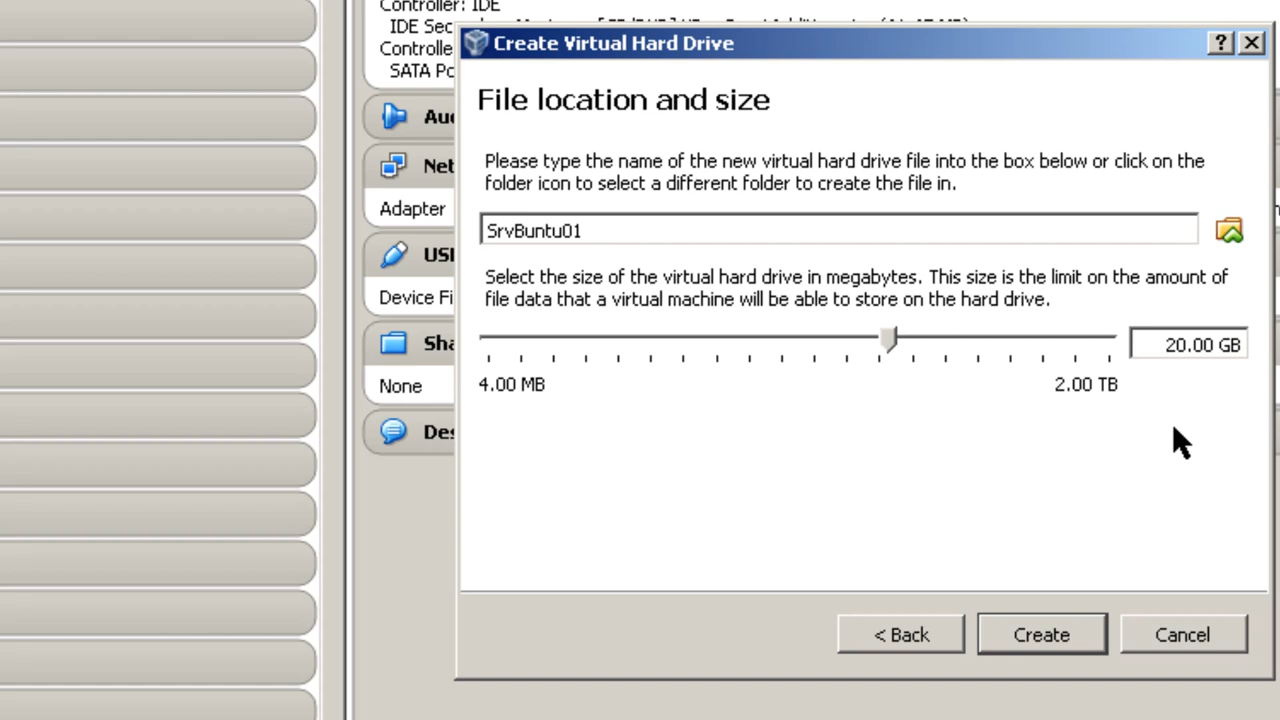 Controller: IDE
IDE Sec
Controlle
SATA Po
Aud
Net
Adapter
USB
Device Fi
Sha
None
Des
Create Virtual Hard Drive
File location and size
Please type the name of the new virtual hard drive file into the box below or click on the
folder icon to select a different folder to create the file in.
SrvBuntu01
Select the size of the virtual hard drive in megabytes. This size is the limit on the amount of
file data that a virtual machine will be able to store on the hard drive.
20.00 GB
4.00 MB
2.00 TB
< Back
Create
Cancel